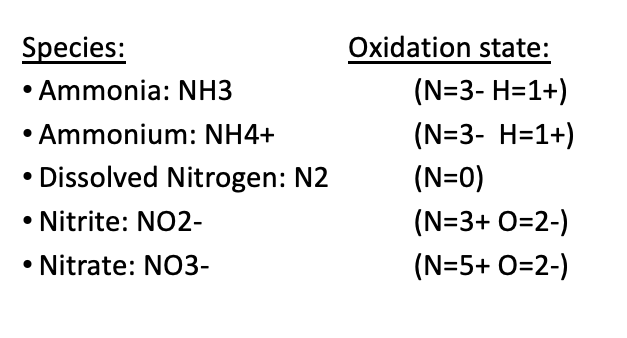 Species: Oxidation state:
• Ammonia: NH3 (N=3- H=1+)
• Ammonium: NH4+ (N=3- H=1+)
• Dissolved Nitrogen: N2 (N=0)
• Nitrite: NO2- (N=3+ O=2-)
• Nitrate: NO3- (N=5+ O=2-)